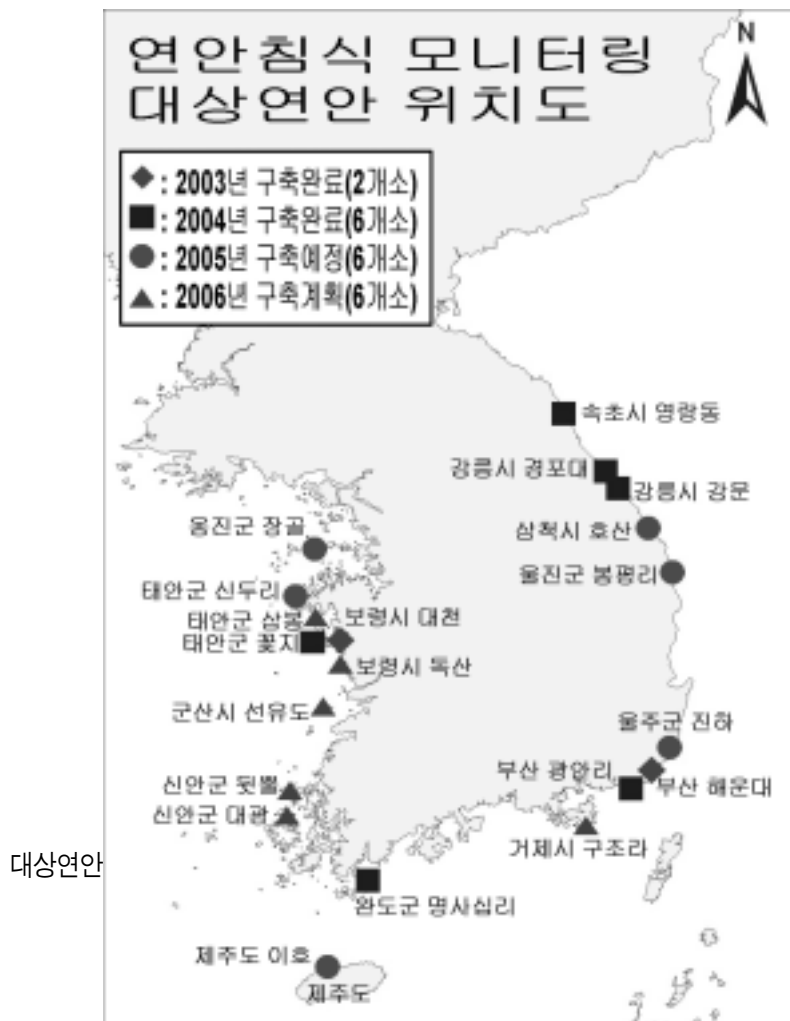 연안침식 모니터링
대상연안 위치도
N
◆ : 2003년 구축완료(2개소)
■ : 2004년 구축완료(6개소)
● : 2005년 구축예정(6개소)
▲ : 2006년 구축계획(6개소)
속초시 영랑동
강릉시 경포대
강릉시 강문
옹진군 장골
삼척시 호산
울진군 봉평리
태안군 신두리
태안군 삼봉
보령시 대천
태안군 꽃지
보령시 독산
군산시 선유도
울주군 진하
부산 광안리
신안군 뒷뻘
부산 해운대
신안군 대광
거제시 구조라
대상연안
완도군 명사십리
제주도 이호
제주도